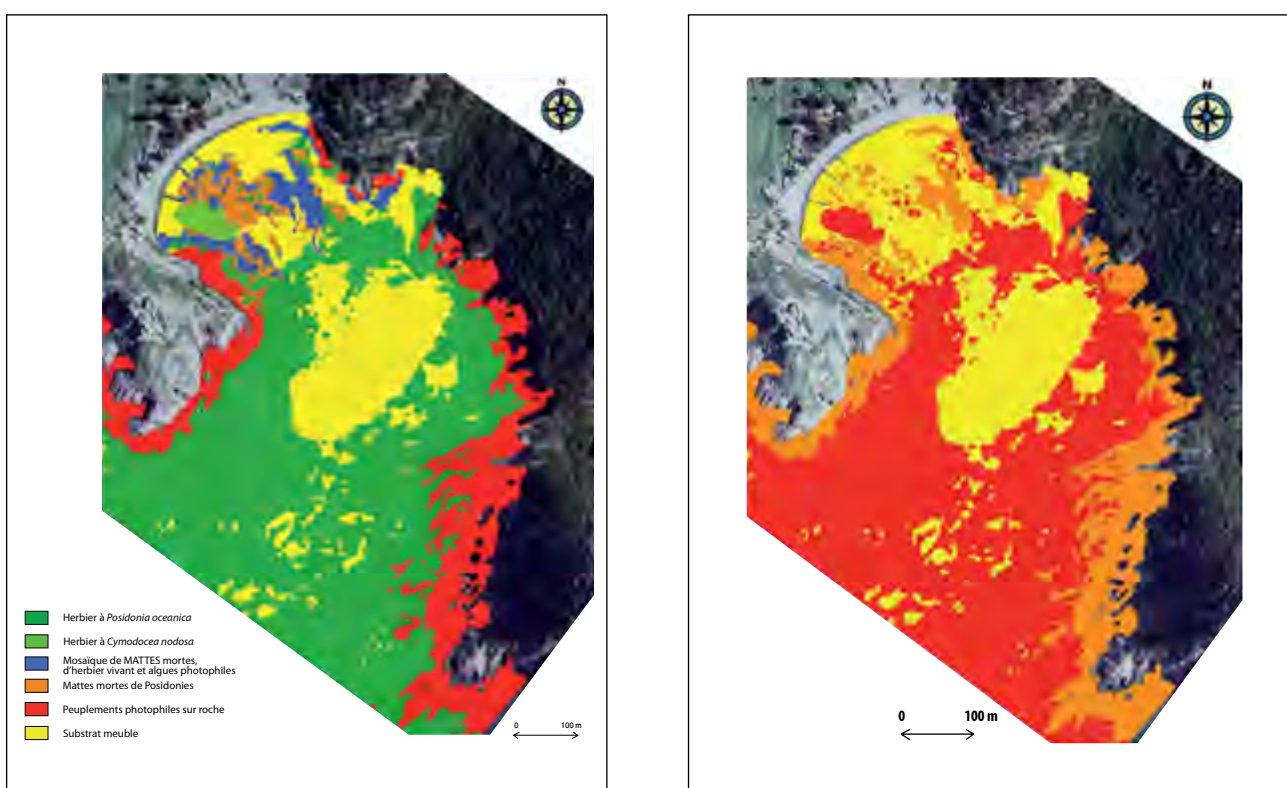 N
Herbier à Posidonia oceanica
Herbier à Cymodocea nodosa
Mosaïque de MATTES mortes,
d'herbier vivant et algues photophiles
Mattes mortes de Posidonies
Peuplements photophiles sur roche
Substrat meuble
0 100 m
N
0 100 m